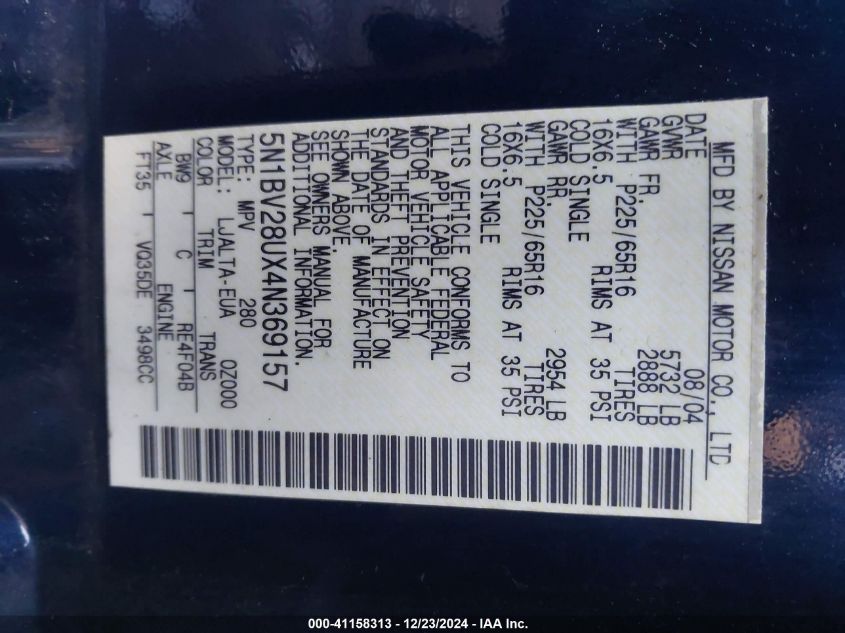 MFD BY NISSAN MOTOR CO., LTD
DATE 08/04
GVWR 5732 LB
GAWR FR. 2888 LB
WITH P225/65R16 TIRES
16X6.5 RIMS AT 35 PSI
COLD SINGLE
GAWR RR. 2954 LB
WITH P225/65R16 TIRES
16X6.5 RIMS AT 35 PSI
COLD SINGLE
THIS VEHICLE CONFORMS TO
ALL APPLICABLE FEDERAL
MOTOR VEHICLE SAFETY
AND THEFT PREVENTION
STANDARDS IN EFFECT ON
THE DATE OF MANUFACTURE
SHOWN ABOVE.
SEE OWNERS MANUAL FOR
ADDITIONAL INFORMATION.
5N1BV28UX4N369157
TYPE: MPV 280
MODEL: LJALTA-EUA 0Z000
COLOR TRIM TRANS
BW9 C RE4F04B
AXLE ENGINE
FT35 VQ35DE 3498CC
000-41158313 - 12/23/2024 - IAA Inc.